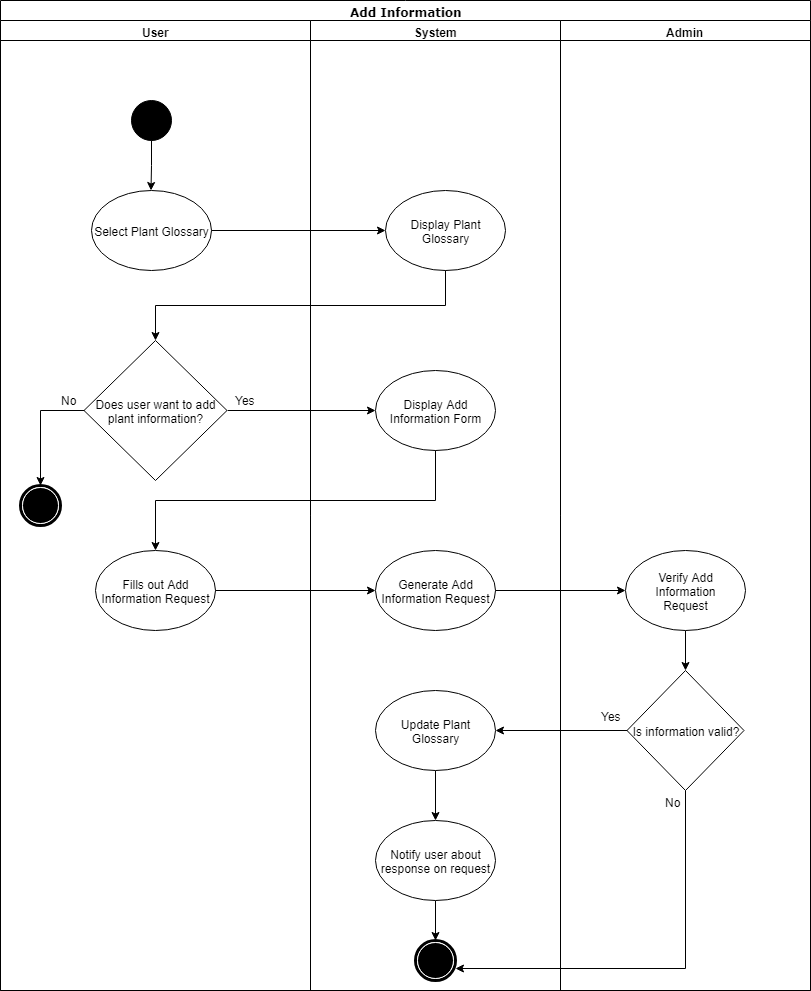 Add Information
User
System
Admin
Select Plant Glossary
Display Plant
Glossary
No
Does user want to add
plant information?
Yes
Display Add
Information Form
Fills out Add
Information Request
Generate Add
Information Request
Verify Add
Information
Request
Update Plant
Glossary
Yes
Is information valid?
No
Notify user about
response on request